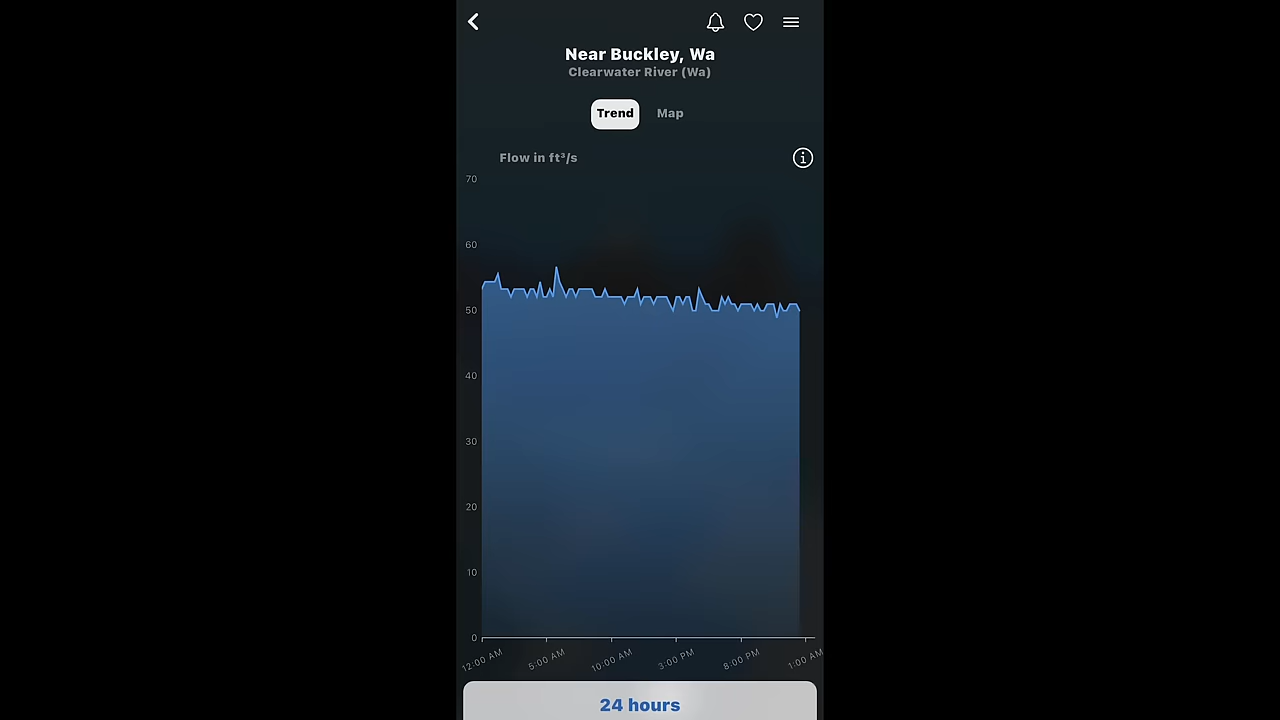 Near Buckley, Wa
Clearwater River (Wa)
Trend Map
Flow in ft³/s
70
60
50
40
30
20
10
0
12:00 AM 5:00 AM 10:00 AM 3:00 PM 8:00 PM 1:00 AM
24 hours